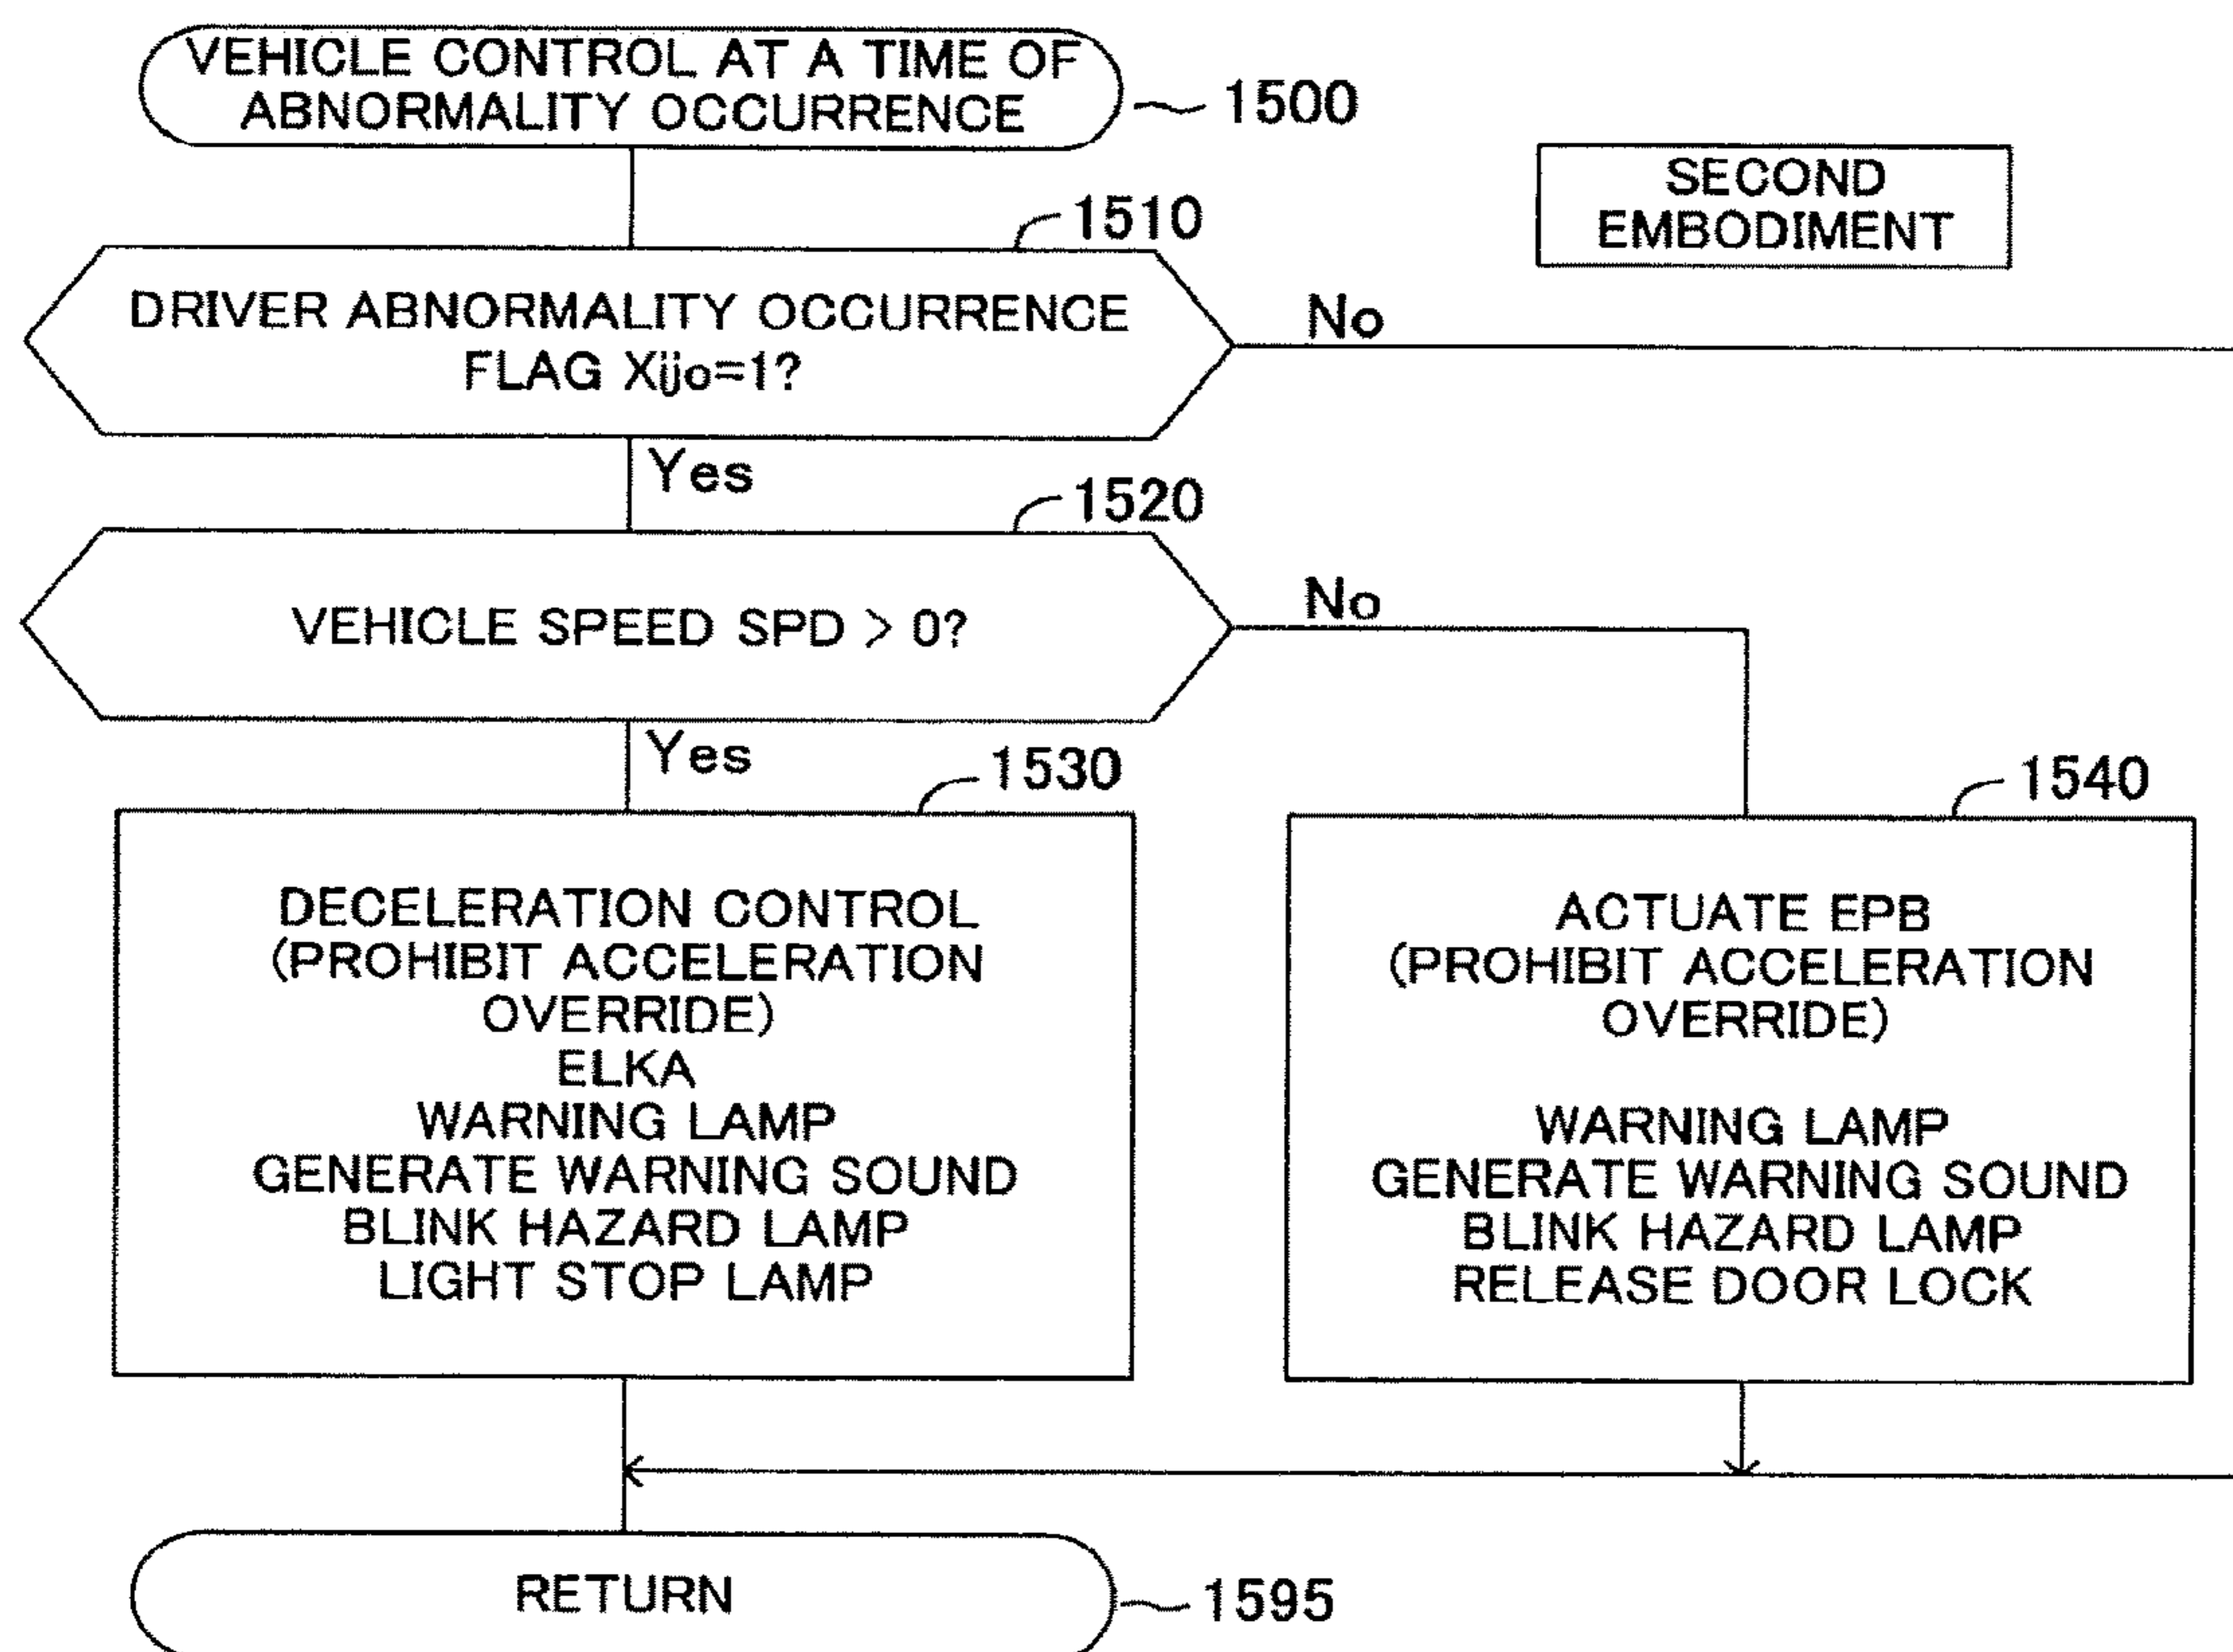 VEHICLE CONTROL AT A TIME OF
ABNORMALITY OCCURRENCE
1500
SECOND
EMBODIMENT
1510
DRIVER ABNORMALITY OCCURRENCE
FLAG Xijo=1?
No
Yes
1520
VEHICLE SPEED SPD > 0?
No
Yes
1530
DECELERATION CONTROL
(PROHIBIT ACCELERATION
OVERRIDE)
ELKA
WARNING LAMP
GENERATE WARNING SOUND
BLINK HAZARD LAMP
LIGHT STOP LAMP
1540
ACTUATE EPB
(PROHIBIT ACCELERATION
OVERRIDE)
WARNING LAMP
GENERATE WARNING SOUND
BLINK HAZARD LAMP
RELEASE DOOR LOCK
RETURN
1595